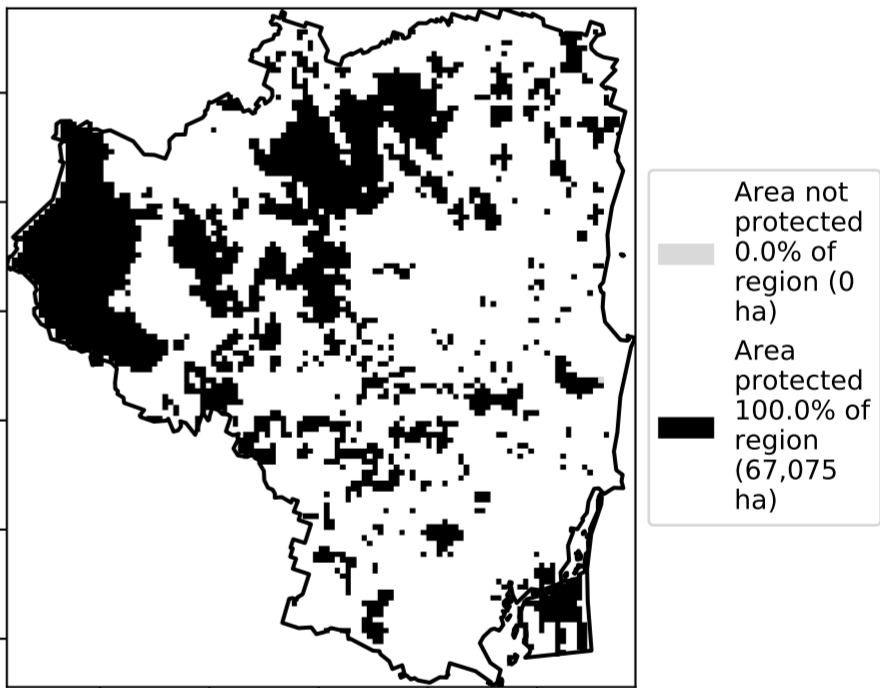 Area not
protected
0.0% of
region (0
ha)
Area
protected
100.0% of
region
(67,075
ha)